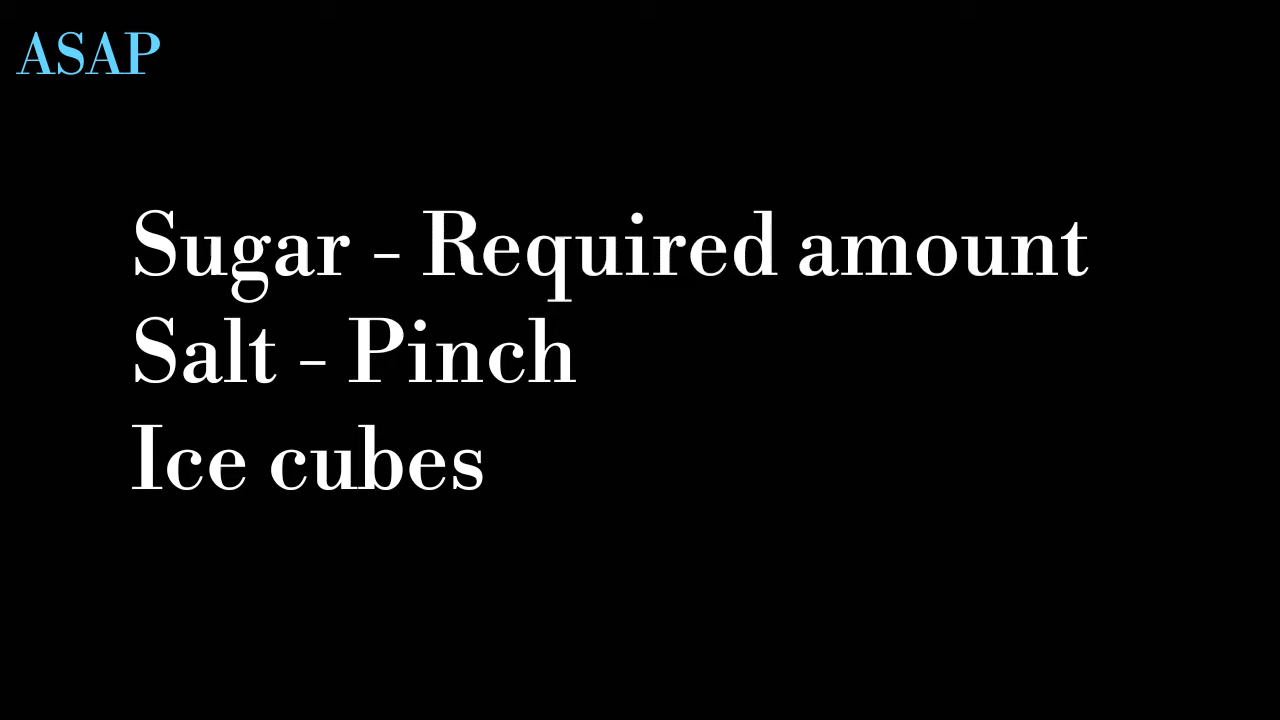 ASAP
Sugar - Required amount
Salt - Pinch
Ice cubes